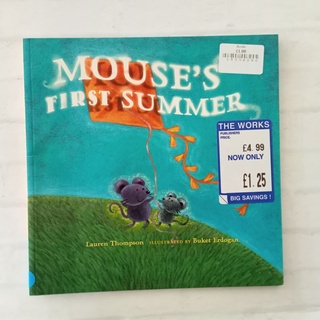 MOUSE'S
FIRST SUMMER
THE WORKS
PUBLISHERS
PRICE
£4.99
NOW ONLY
£1.25
BIG SAVINGS !
Lauren Thompson ILLUSTRATED BY Buket Erdogan